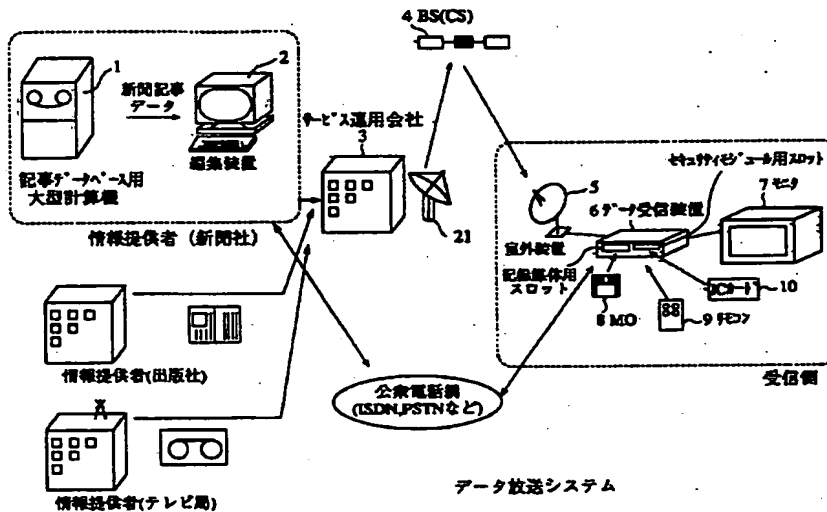 4 BS(CS)
1
2
新聞記事
データ
サービス運用会社
3
編集装置
記事データベース用
大型計算機
情報提供者 (新聞社)
21
セキュリティモジュール用スロット
5
6 データ受信装置
7 モニタ
室外装置
記録媒体用
スロット
ICカード
10
8 MO
9 リモコン
受信側
情報提供者(出版社)
公衆電話網
(ISDN,PSTNなど)
情報提供者(テレビ局)
データ放送システム